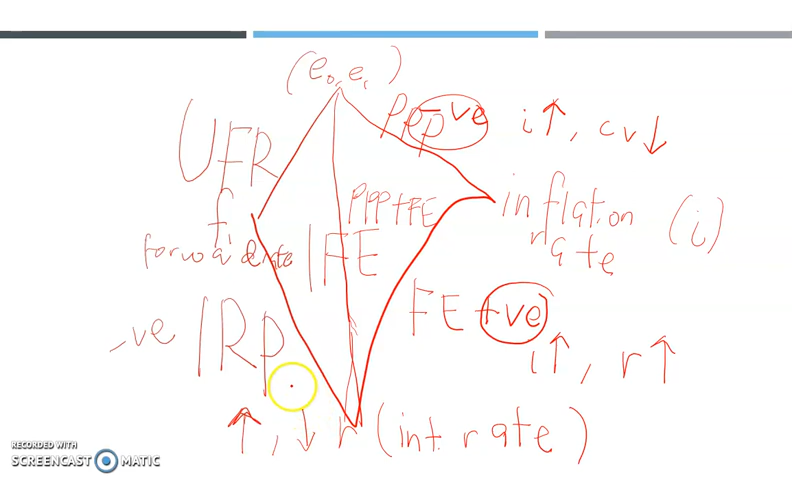 (e₀, e₁)
PPP -ve i↑, cv↓
UFR
f₁ PPP+FE inflation rate (i)
forward rate IFE
FE +ve
-ve IRP i↑, r↑
↑, ↓ r (int. rate)
RECORDED WITH
SCREENCAST MATIC